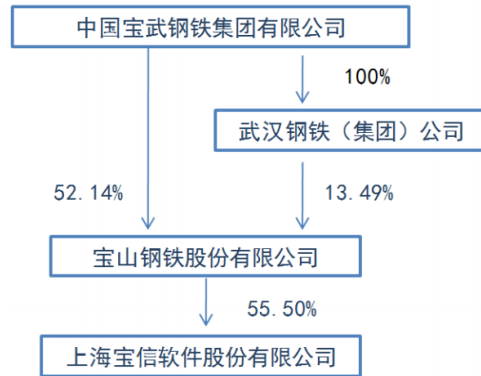 中国宝武钢铁集团有限公司
100%
武汉钢铁（集团）公司
52.14%
13.49%
宝山钢铁股份有限公司
55.50%
上海宝信软件股份有限公司